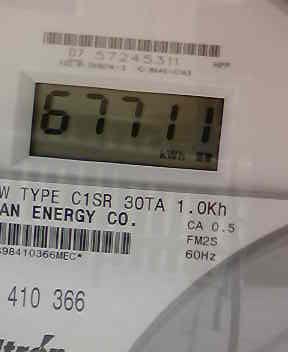 07 57245311
67711
kWh
W TYPE C1SR 30TA 1.0Kh
AN ENERGY CO.
CA 0.5
FM2S
60Hz
98410366MEC*
410 366